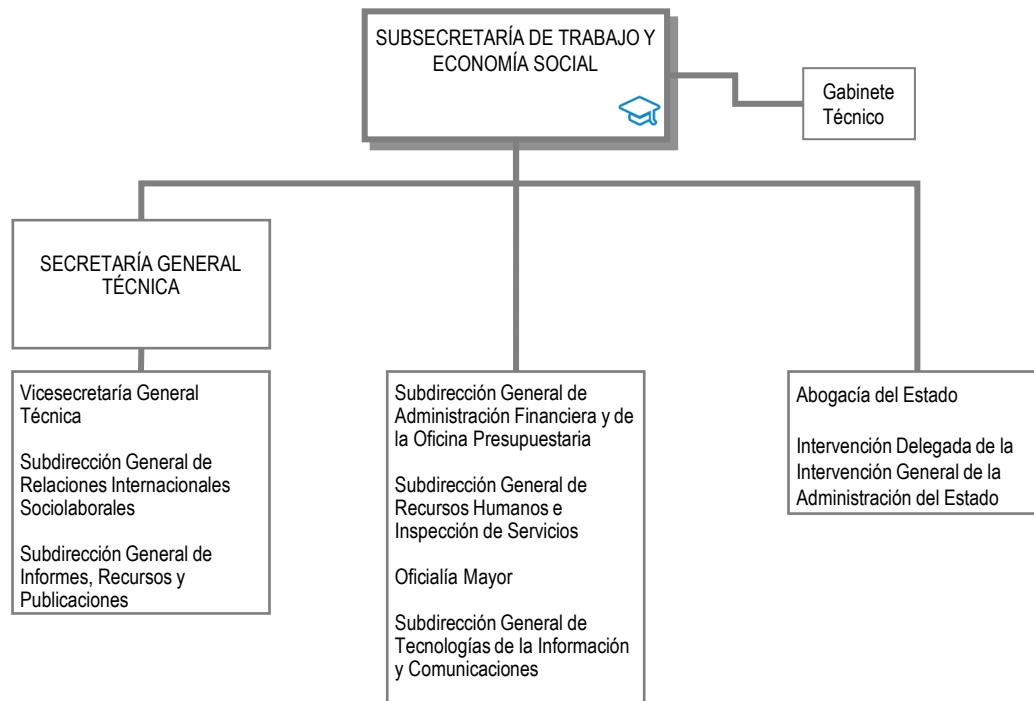 SUBSECRETARÍA DE TRABAJO Y
ECONOMÍA SOCIAL
Gabinete
Técnico
SECRETARÍA GENERAL
TÉCNICA
Vicesecretaría General
Técnica
Subdirección General de
Relaciones Internacionales
Sociolaborales
Subdirección General de
Informes, Recursos y
Publicaciones
Subdirección General de
Administración Financiera y de
la Oficina Presupuestaria
Subdirección General de
Recursos Humanos e
Inspección de Servicios
Oficialía Mayor
Subdirección General de
Tecnologías de la Información
y Comunicaciones
Abogacía del Estado
Intervención Delegada de la
Intervención General de la
Administración del Estado